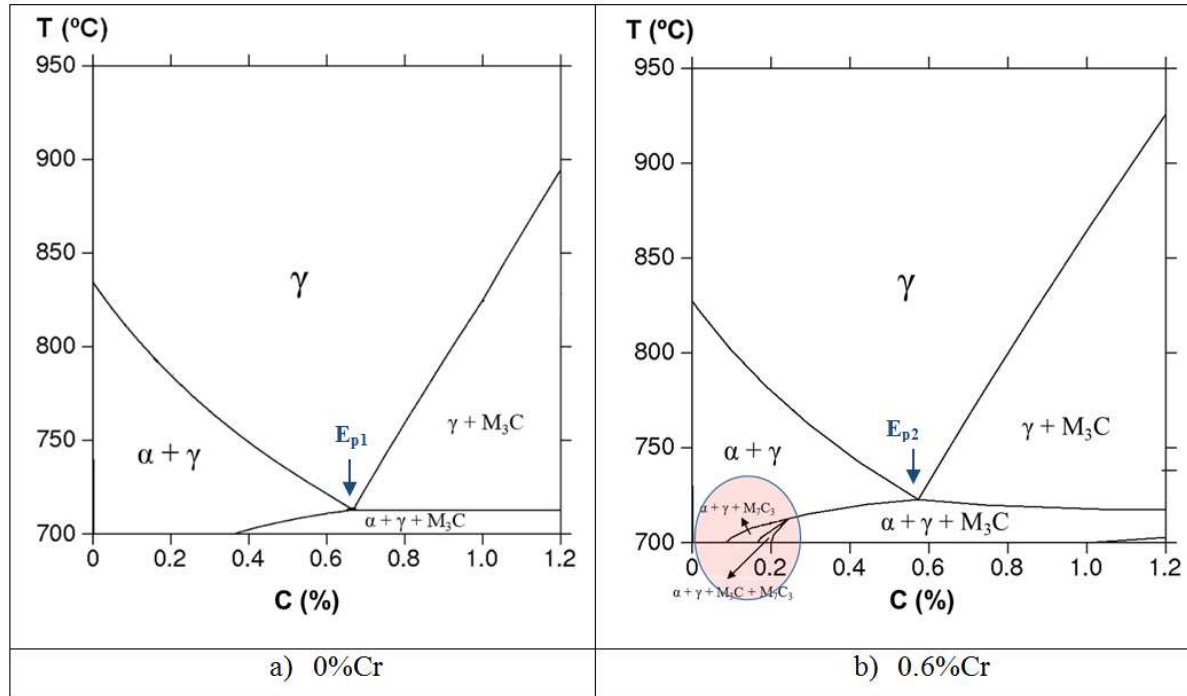 T (ºC)
950
900
850
800
750
700
0
0.2
0.4
0.6
0.8
1.0
1.2
C (%)
γ
α + γ
γ + M₃C
α + γ + M₃C
Eₚ₁
a) 0%Cr
T (ºC)
950
900
850
800
750
700
0
0.2
0.4
0.6
0.8
1.0
1.2
C (%)
γ
α + γ
γ + M₃C
α + γ + M₃C
Eₚ₂
α + γ + M₇C₃
α + γ + M₃C + M₇C₃
b) 0.6%Cr